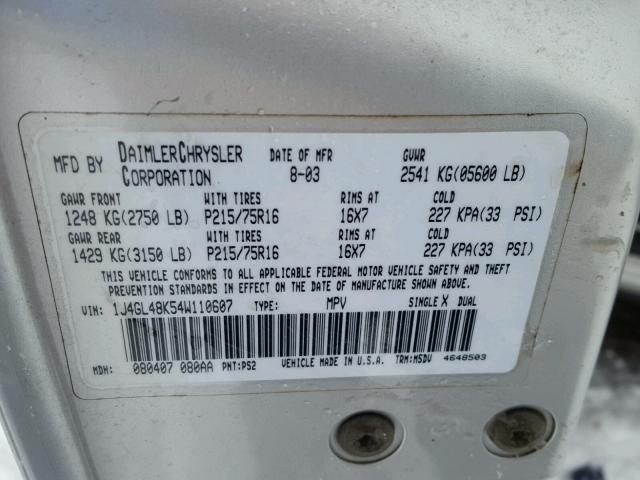 MFD BY DAIMLERCHRYSLER CORPORATION DATE OF MFR 8-03 GVWR 2541 KG(05600 LB)
GAWR FRONT WITH TIRES RIMS AT COLD
1248 KG(2750 LB) P215/75R16 16X7 227 KPA(33 PSI)
GAWR REAR WITH TIRES RIMS AT COLD
1429 KG(3150 LB) P215/75R16 16X7 227 KPA(33 PSI)
THIS VEHICLE CONFORMS TO ALL APPLICABLE FEDERAL MOTOR VEHICLE SAFETY AND THEFT
PREVENTION STANDARDS IN EFFECT ON THE DATE OF MANUFACTURE SHOWN ABOVE.
VIN: 1J4GL48K54W110607 TYPE: MPV SINGLE X DUAL
MDH: 080407 080AA PNT:PS2 VEHICLE MADE IN U.S.A. TRM:MSDV 4648503